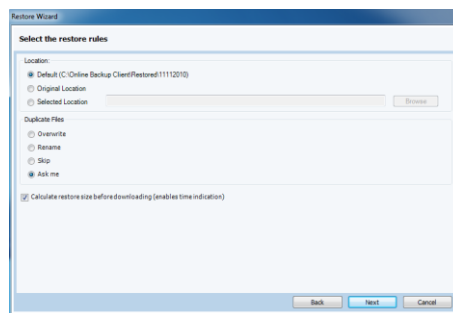 Restore Wizard
Select the restore rules
Location:
Default (C:\Online Backup Client\Restored\11112010)
Original Location
Selected Location
Browse
Duplicate Files
Overwrite
Rename
Skip
Ask me
Calculate restore size before downloading (enables time indication)
Back Next Cancel